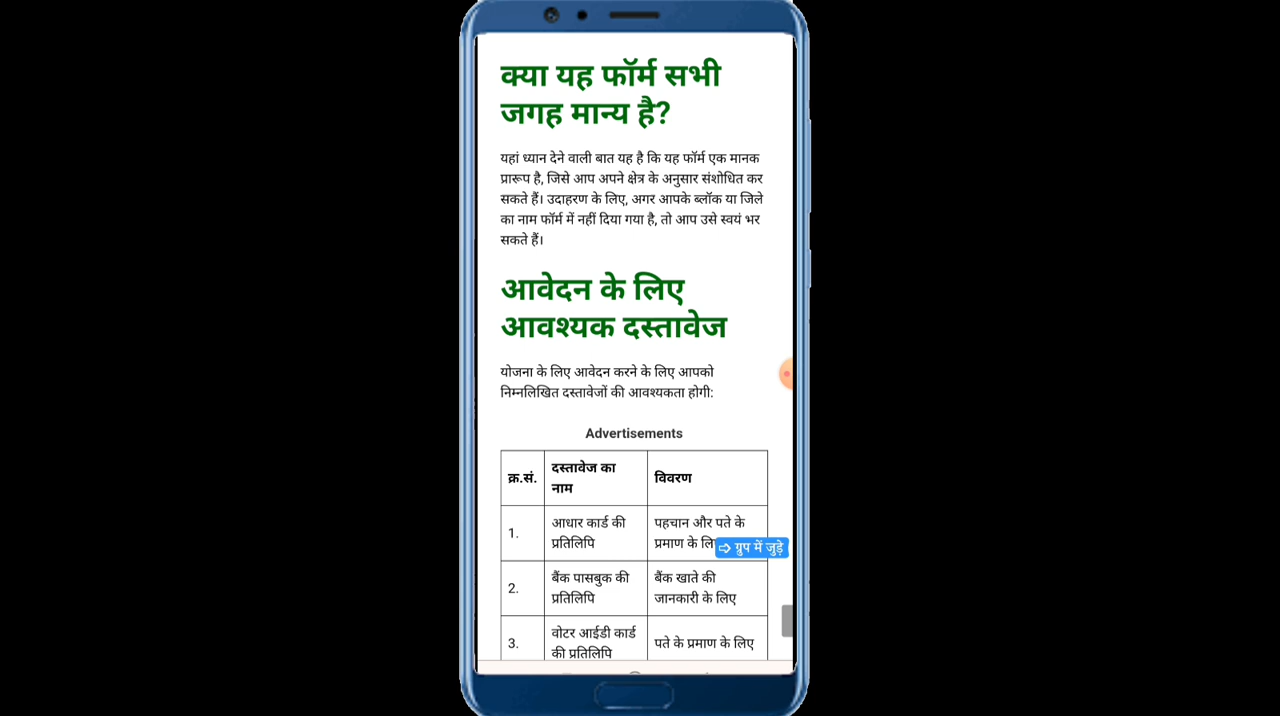 क्या यह फॉर्म सभी
जगह मान्य है?
यहां ध्यान देने वाली बात यह है कि यह फॉर्म एक मानक
प्रारूप है, जिसे आप अपने क्षेत्र के अनुसार संशोधित कर
सकते हैं। उदाहरण के लिए, अगर आपके ब्लॉक या जिले
का नाम फॉर्म में नहीं दिया गया है, तो आप उसे स्वयं भर
सकते हैं।
आवेदन के लिए
आवश्यक दस्तावेज
योजना के लिए आवेदन करने के लिए आपको
निम्नलिखित दस्तावेजों की आवश्यकता होगी:
Advertisements
क्र.सं.
दस्तावेज का
नाम
विवरण
1.
आधार कार्ड की
प्रतिलिपि
पहचान और पते के
प्रमाण के
⇨ ग्रुप में जुड़े
2.
बैंक पासबुक की
प्रतिलिपि
बैंक खाते की
जानकारी के लिए
3.
वोटर आईडी कार्ड
की प्रतिलिपि
पते के प्रमाण के लिए